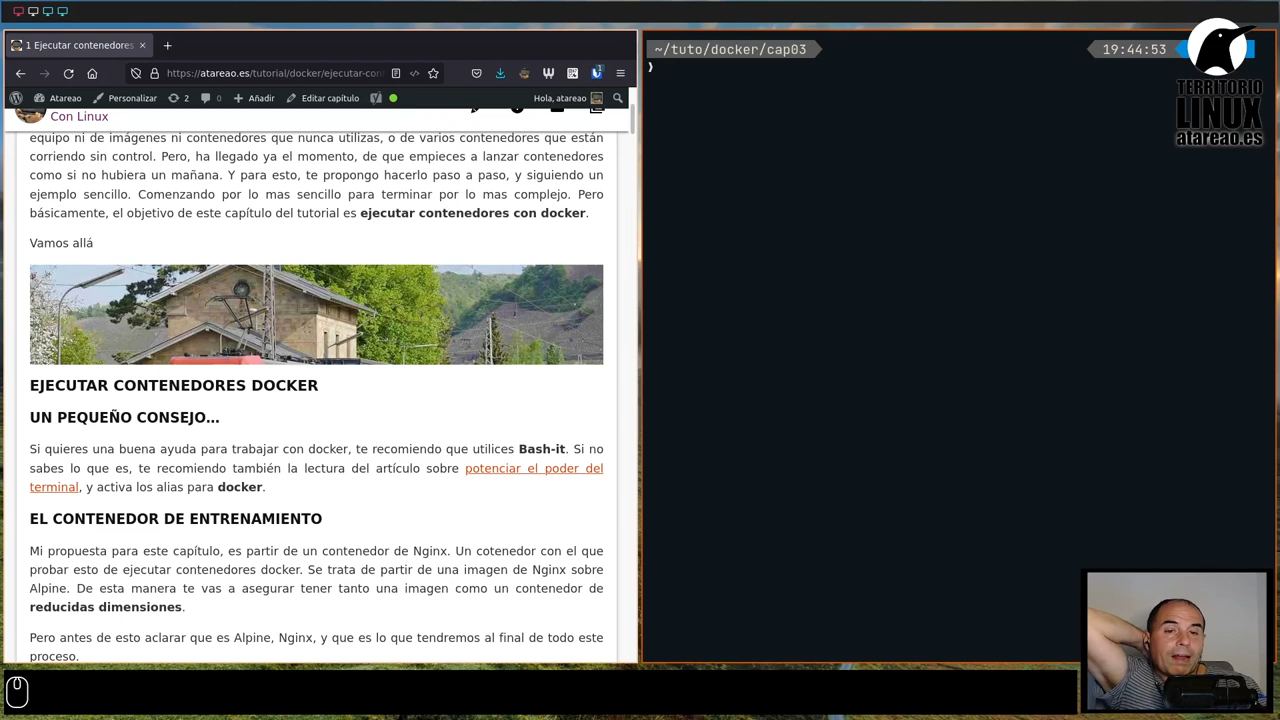 1 Ejecutar contenedores
https://atareao.es/tutorial/docker/ejecutar-con
Atareao
Personalizar
2
0
Añadir
Editar capítulo
Hola, atareao
Con Linux
equipo ni de imágenes ni contenedores que nunca utilizas, o de varios contenedores que están
corriendo sin control. Pero, ha llegado ya el momento, de que empieces a lanzar contenedores
como si no hubiera un mañana. Y para esto, te propongo hacerlo paso a paso, y siguiendo un
ejemplo sencillo. Comenzando por lo mas sencillo para terminar por lo mas complejo. Pero
básicamente, el objetivo de este capítulo del tutorial es ejecutar contenedores con docker.
Vamos allá
EJECUTAR CONTENEDORES DOCKER
UN PEQUEÑO CONSEJO...
Si quieres una buena ayuda para trabajar con docker, te recomiendo que utilices Bash-it. Si no
sabes lo que es, te recomiendo también la lectura del artículo sobre potenciar el poder del
terminal, y activa los alias para docker.
EL CONTENEDOR DE ENTRENAMIENTO
Mi propuesta para este capítulo, es partir de un contenedor de Nginx. Un cotenedor con el que
probar esto de ejecutar contenedores docker. Se trata de partir de una imagen de Nginx sobre
Alpine. De esta manera te vas a asegurar tener tanto una imagen como un contenedor de
reducidas dimensiones.
Pero antes de esto aclarar que es Alpine, Nginx, y que es lo que tendremos al final de todo este
proceso.
~/tuto/docker/cap03
19:44:53
❯
TERRITORIO
LINUX
atareao.es